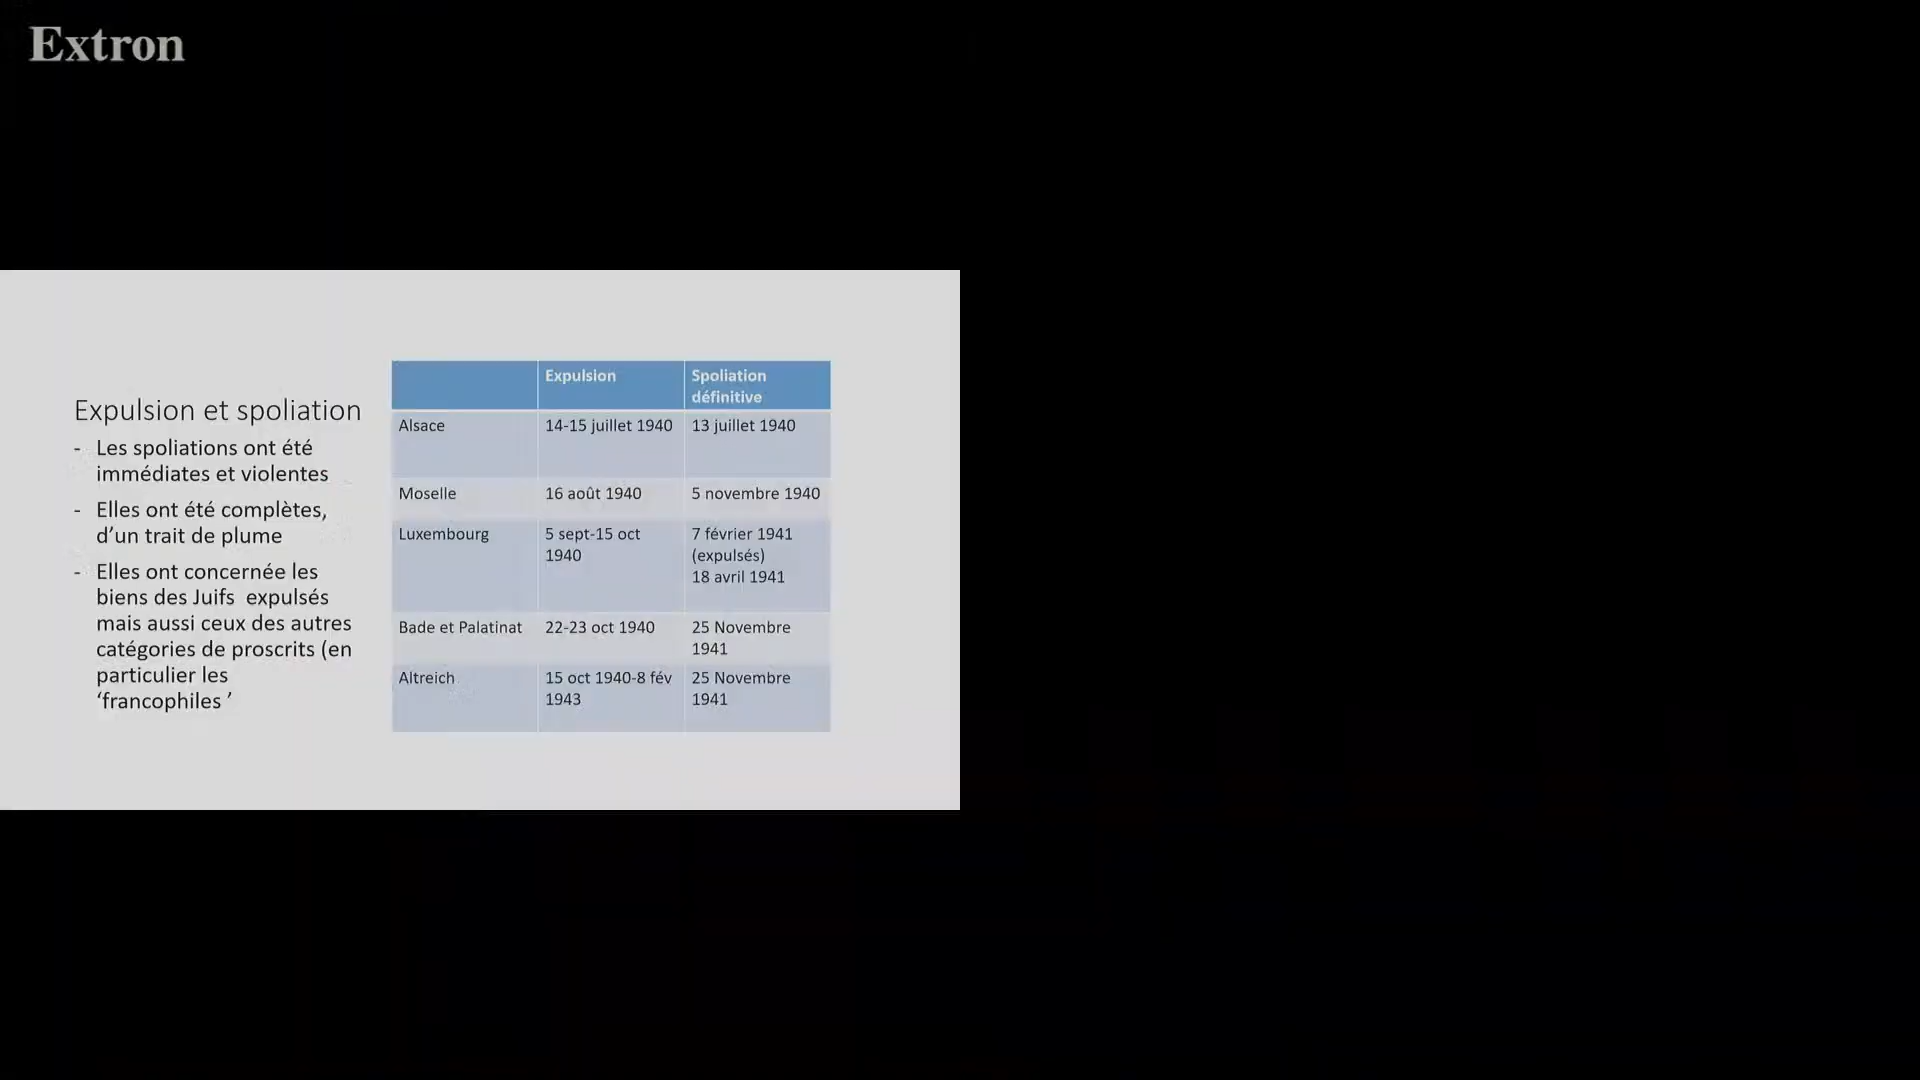 Extron
Expulsion et spoliation
- Les spoliations ont été
immédiates et violentes
- Elles ont été complètes,
d’un trait de plume
- Elles ont concernée les
biens des Juifs expulsés
mais aussi ceux des autres
catégories de proscrits (en
particulier les
‘francophiles ’
Expulsion
Spoliation
définitive
Alsace
14-15 juillet 1940
13 juillet 1940
Moselle
16 août 1940
5 novembre 1940
Luxembourg
5 sept-15 oct
1940
7 février 1941
(expulsés)
18 avril 1941
Bade et Palatinat
22-23 oct 1940
25 Novembre
1941
Altreich
15 oct 1940-8 fév
1943
25 Novembre
1941